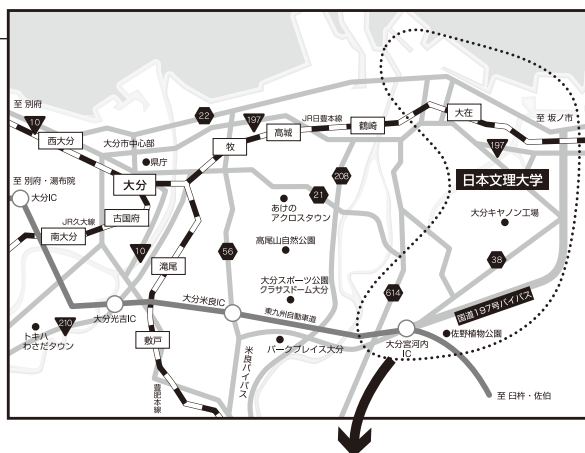 至 別府
10
西大分
大分市中心部
県庁
22
197
牧
高城
JR日豊本線
鶴崎
大在
至 坂ノ市
197
大分
至 別府・湯布院
大分IC
古国府
JR久大線
南大分
10
滝尾
56
あけの
アクロスタウン
21
208
日本文理大学
大分キヤノン工場
高尾山自然公園
38
大分スポーツ公園
クラサスドーム大分
614
国道197号バイパス
大分米良IC
東九州自動車道
大分光吉IC
210
トキハ
わさだタウン
敷戸
米良バイパス
パークプレイス大分
大分宮河内
IC
佐野植物公園
豊肥本線
至 臼杵・佐伯